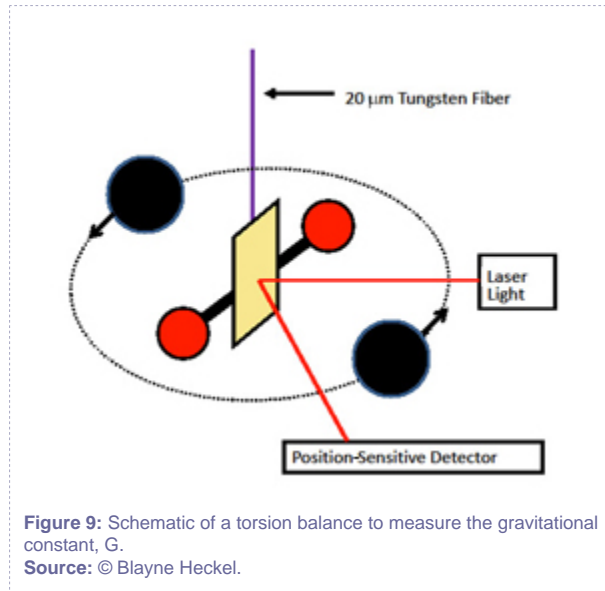 20 μm Tungsten Fiber
Laser
Light
Position-Sensitive Detector
Figure 9: Schematic of a torsion balance to measure the gravitational
constant, G.
Source: © Blayne Heckel.